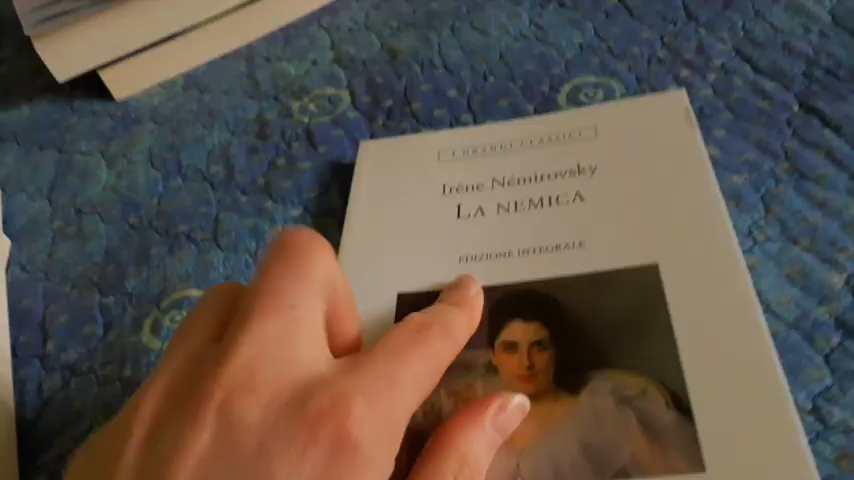 I GRANDI CLASSICI
Irène Némirovsky
LA NEMICA
EDIZIONE INTEGRALE